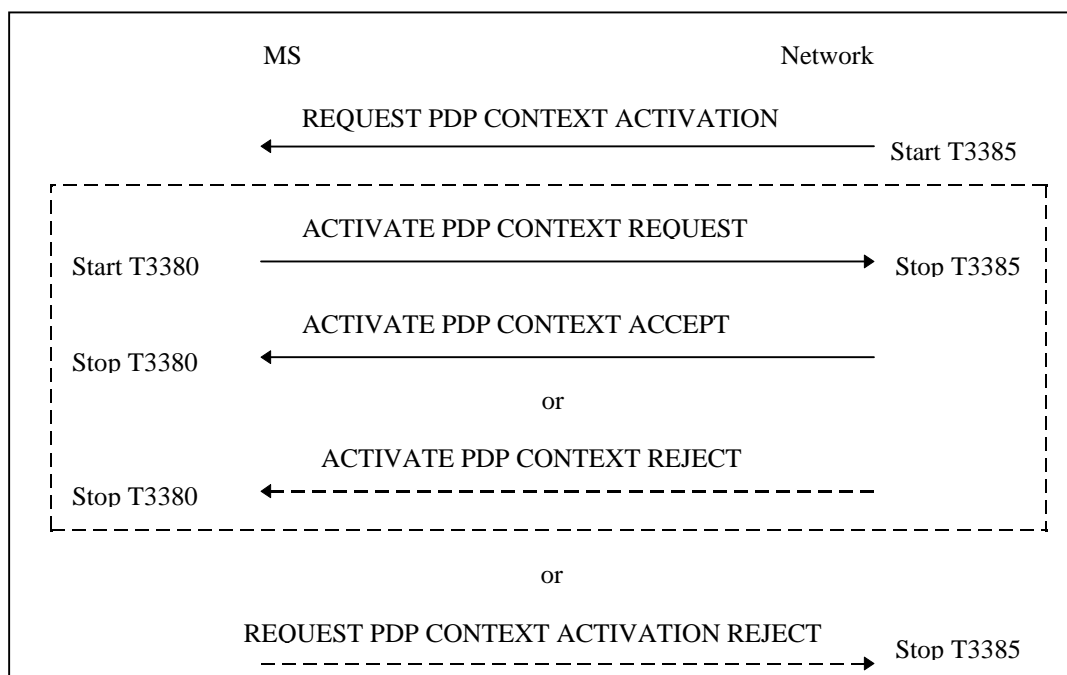 MS Network
REQUEST PDP CONTEXT ACTIVATION
Start T3385
ACTIVATE PDP CONTEXT REQUEST
Start T3380 Stop T3385
ACTIVATE PDP CONTEXT ACCEPT
Stop T3380
or
ACTIVATE PDP CONTEXT REJECT
Stop T3380
or
REQUEST PDP CONTEXT ACTIVATION REJECT
Stop T3385